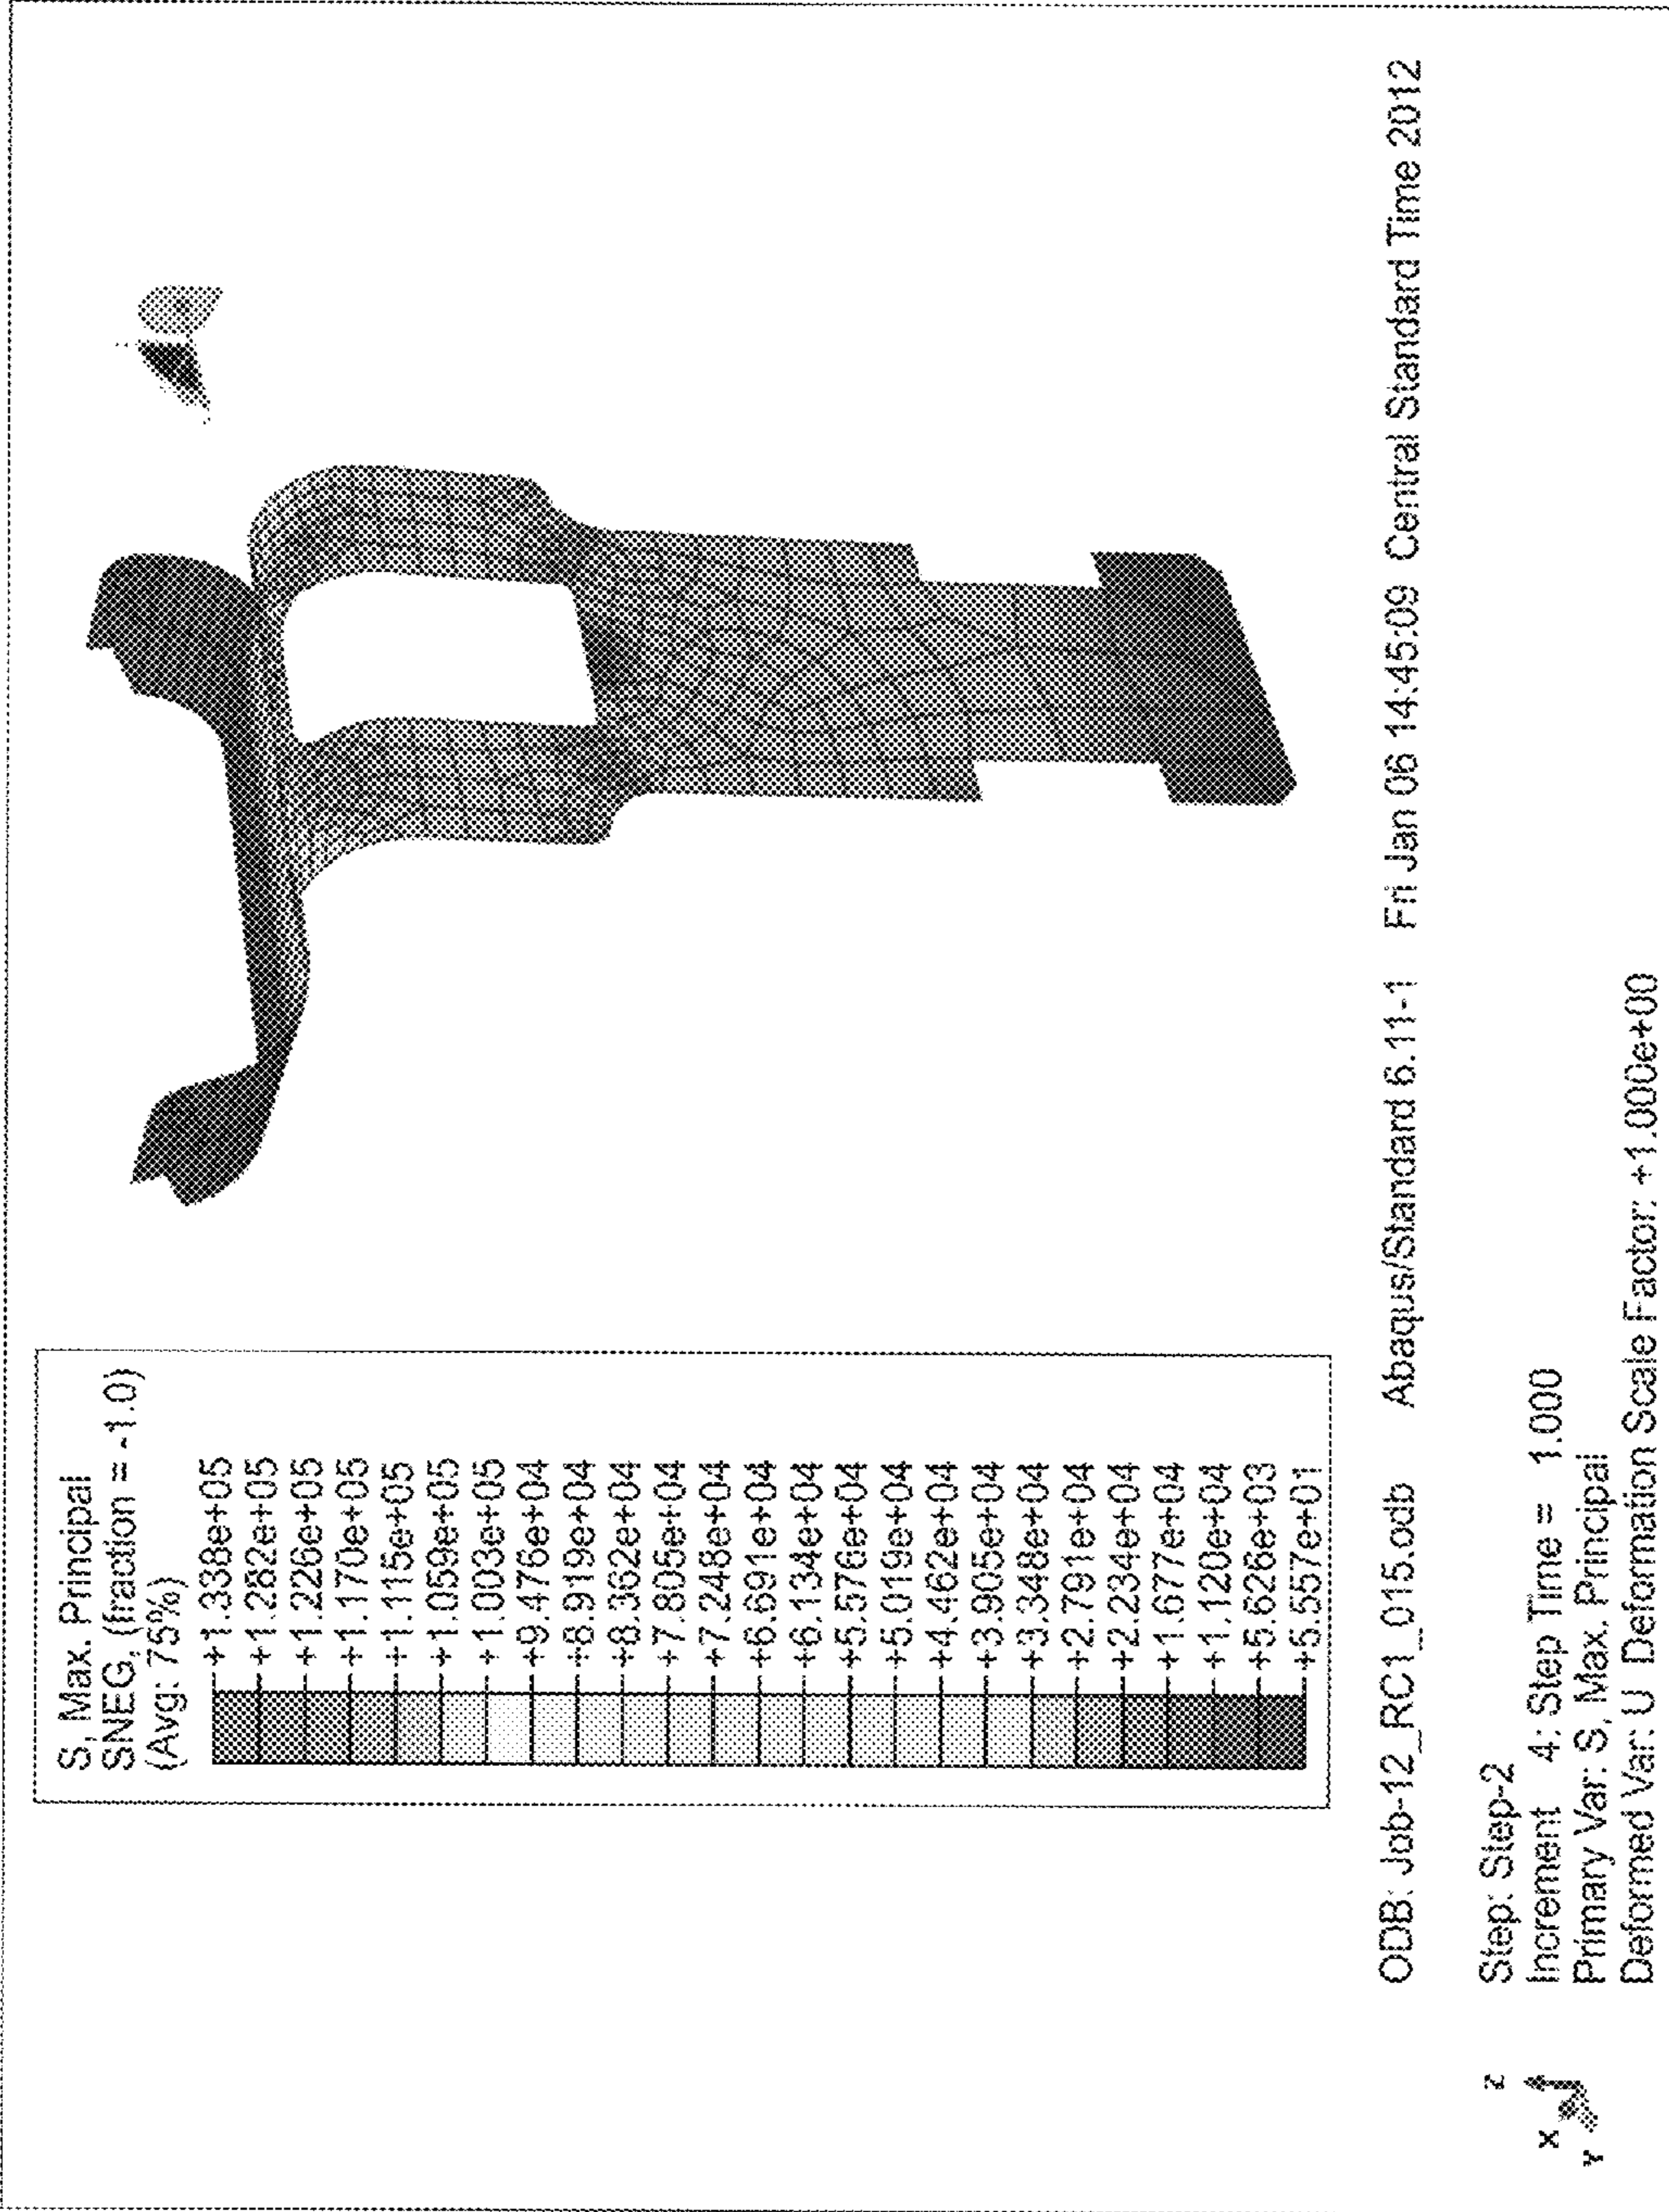 S, Max. Principal
SNEG, (fraction = -1.0)
(Avg: 75%)
+1.338e+05
+1.282e+05
+1.226e+05
+1.170e+05
+1.115e+05
+1.059e+05
+1.003e+05
+9.476e+04
+8.919e+04
+8.362e+04
+7.805e+04
+7.248e+04
+6.691e+04
+6.134e+04
+5.576e+04
+5.019e+04
+4.462e+04
+3.905e+04
+3.348e+04
+2.791e+04
+2.234e+04
+1.677e+04
+1.120e+04
+5.626e+03
+5.557e+01
ODB: Job-12_RC1_015.odb Abaqus/Standard 6.11-1 Fri Jan 06 14:45:09 Central Standard Time 2012
Step: Step-2
Increment 4: Step Time = 1.000
Primary Var: S, Max. Principal
Deformed Var: U Deformation Scale Factor: +1.000e+00
Z
X
Y